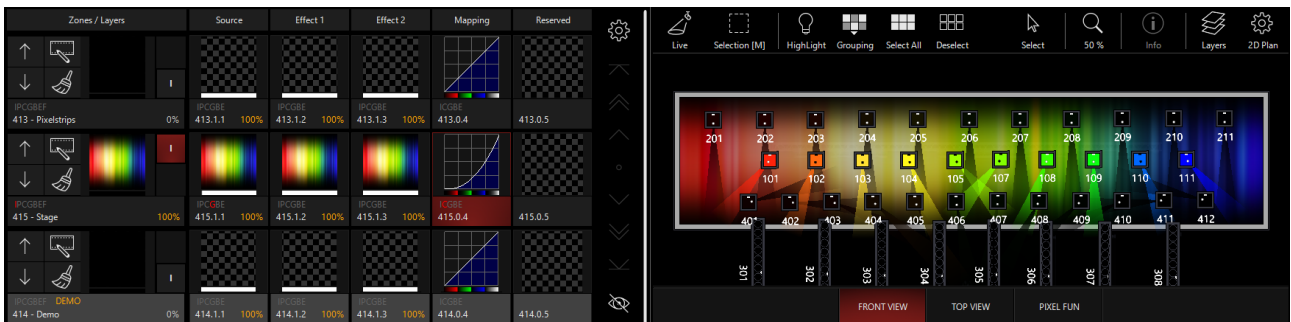 Zones / Layers Source Effect 1 Effect 2 Mapping Reserved
IPCGBEF IPCGBE IPCGBE IPCGBE ICGBE
413 - Pixelstrips 0% 413.1.1 100% 413.1.2 100% 413.1.3 100% 413.0.4 413.0.5
IPCGBEF IPCGBE IPCGBE IPCGBE ICGBE
415 - Stage 100% 415.1.1 100% 415.1.2 100% 415.1.3 100% 415.0.4 415.0.5
IPCGBEF DEMO IPCGBE IPCGBE IPCGBE ICGBE
414 - Demo 0% 414.1.1 100% 414.1.2 100% 414.1.3 100% 414.0.4 414.0.5
Live Selection [M] HighLight Grouping Select All Deselect Select 50 % Info Layers 2D Plan
201 202 203 204 205 206 207 208 209 210 211
101 102 103 104 105 107 108 109 110 111
401 402 403 404 405 406 407 408 409 410 411 412
301 302 303 304 305 306 307 308
FRONT VIEW TOP VIEW PIXEL FUN